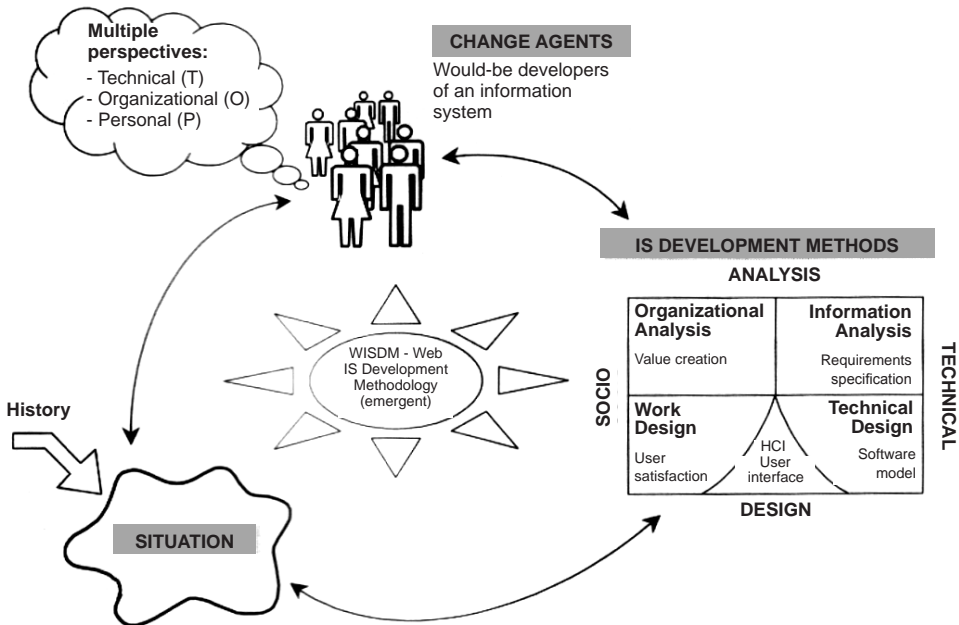 Multiple
perspectives:
- Technical (T)
- Organizational (O)
- Personal (P)
CHANGE AGENTS
Would-be developers
of an information
system
IS DEVELOPMENT METHODS
ANALYSIS
Organizational
Analysis
Value creation
Information
Analysis
Requirements
specification
SOCIO
TECHNICAL
Work
Design
User
satisfaction
HCI
User
interface
Technical
Design
Software
model
DESIGN
WISDM - Web
IS Development
Methodology
(emergent)
History
SITUATION